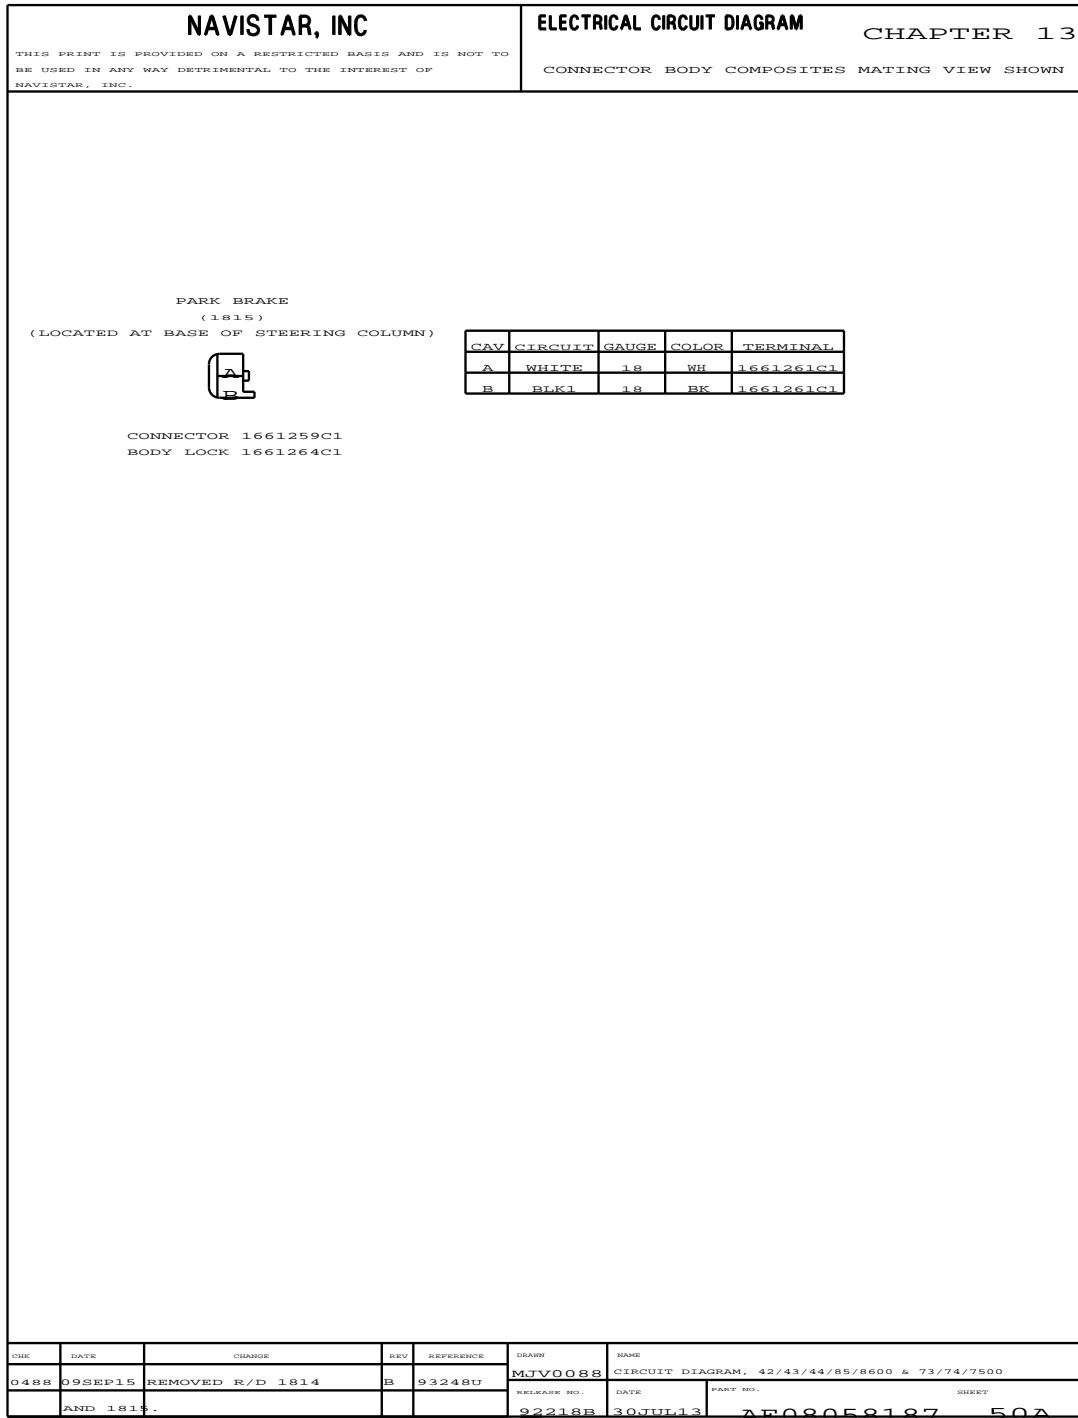 NAVISTAR, INC
THIS PRINT IS PROVIDED ON A RESTRICTED BASIS AND IS NOT TO
BE USED IN ANY WAY DETRIMENTAL TO THE INTEREST OF
NAVISTAR, INC.
ELECTRICAL CIRCUIT DIAGRAM
CHAPTER 13
CONNECTOR BODY COMPOSITES MATING VIEW SHOWN
PARK BRAKE
(1815)
(LOCATED AT BASE OF STEERING COLUMN)
A
B
CONNECTOR 1661259C1
BODY LOCK 1661264C1
CAV CIRCUIT GAUGE COLOR TERMINAL
A WHITE 18 WH 1661261C1
B BLK1 18 BK 1661261C1
CHK DATE CHANGE REV REFERENCE
0488 09SEP15 REMOVED R/D 1814 B 93248U
AND 1815.
DRAWN
MJV0088
NAME
CIRCUIT DIAGRAM, 42/43/44/85/8600 & 73/74/7500
RELEASE NO.
92218B
DATE
30JUL13
PART NO.
AF08058187
SHEET
50A